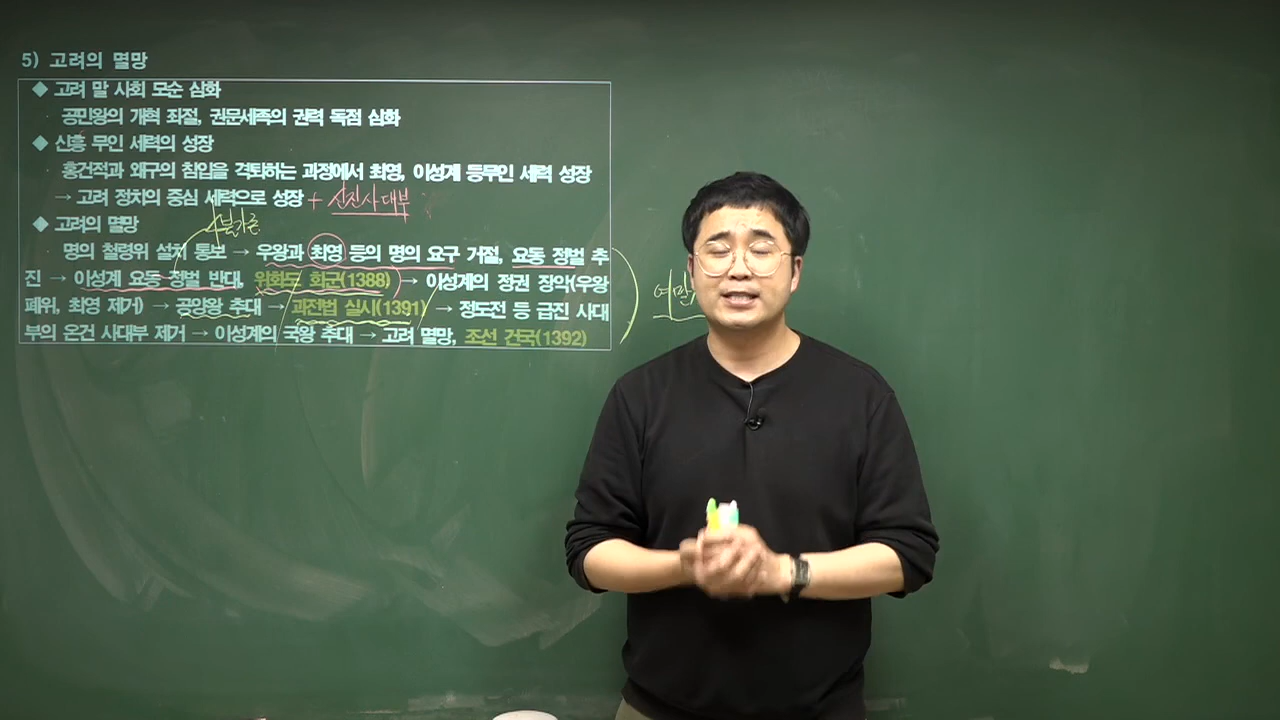 5) 고려의 멸망
◆ 고려 말 사회 모순 심화
공민왕의 개혁 좌절, 권문세족의 권력 독점 심화
◆ 신흥 무인 세력의 성장
홍건적과 왜구의 침입을 격퇴하는 과정에서 최영, 이성계 등무인 세력 성장
→ 고려 정치의 중심 세력으로 성장 + 신진사대부
4불가론
◆ 고려의 멸망
명의 철령위 설치 통보 → 우왕과 최영 등의 명의 요구 거절, 요동 정벌 추
진 → 이성계 요동 정벌 반대, 위화도 회군(1388) → 이성계의 정권 장악(우왕
폐위, 최영 제거) → 공양왕 추대 → 과전법 실시(1391) → 정도전 등 급진 사대
부의 온건 사대부 제거 → 이성계의 국왕 추대 → 고려 멸망, 조선 건국(1392)
여말